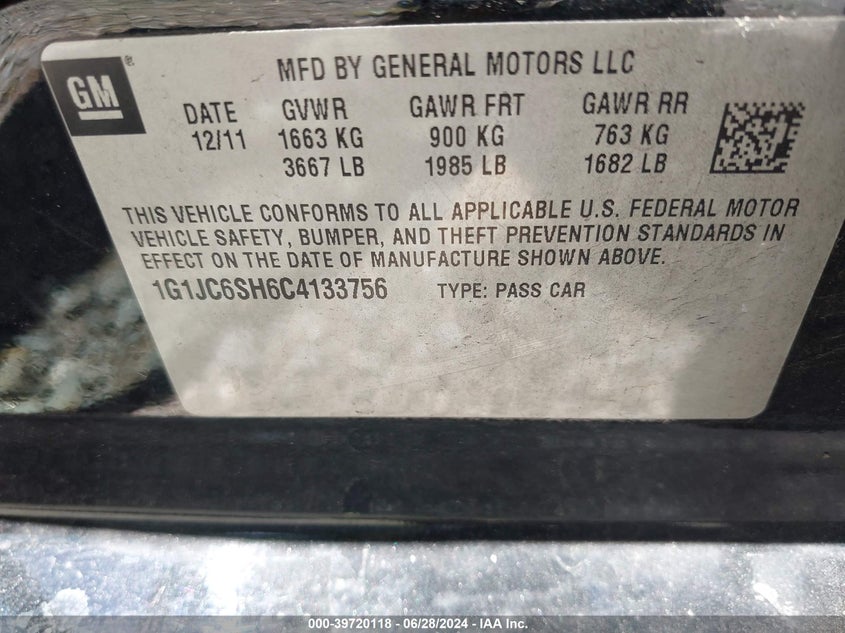 GM®
MFD BY GENERAL MOTORS LLC
DATE GVWR GAWR FRT GAWR RR
12/11 1663 KG 900 KG 763 KG
3667 LB 1985 LB 1682 LB
THIS VEHICLE CONFORMS TO ALL APPLICABLE U.S. FEDERAL MOTOR
VEHICLE SAFETY, BUMPER, AND THEFT PREVENTION STANDARDS IN
EFFECT ON THE DATE OF MANUFACTURE SHOWN ABOVE.
1G1JC6SH6C4133756 TYPE: PASS CAR
000-39720118 - 06/28/2024 - IAA Inc.